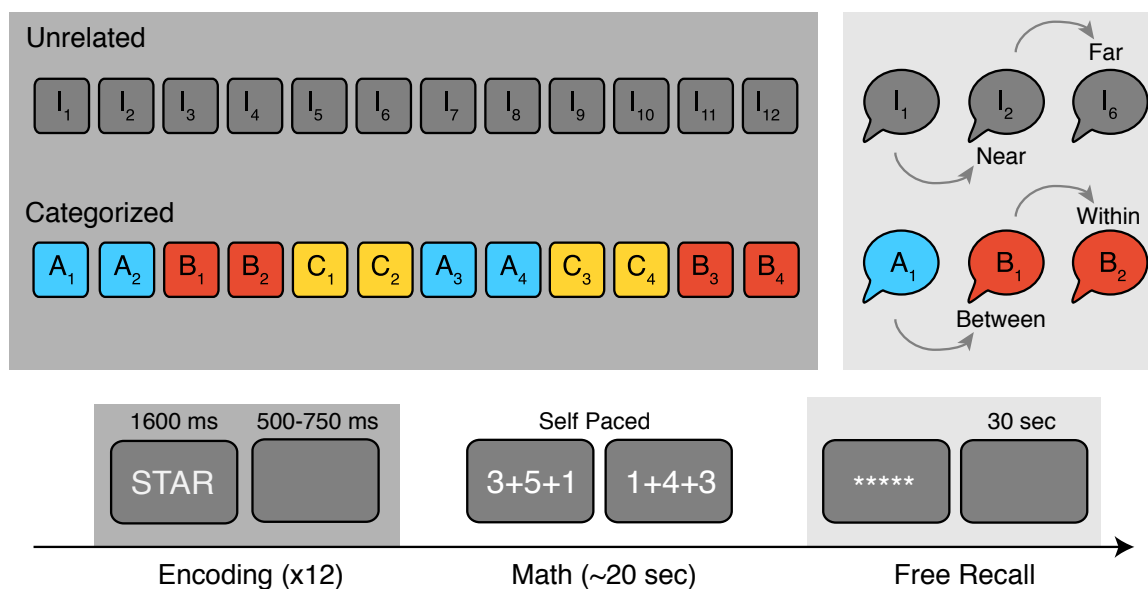 Unrelated
I1 I2 I3 I4 I5 I6 I7 I8 I9 I10 I11 I12
Categorized
A1 A2 B1 B2 C1 C2 A3 A4 C3 C4 B3 B4
Far
I1 I2 I6
Near
Within
A1 B1 B2
Between
1600 ms 500-750 ms
STAR
Encoding (x12)
Self Paced
3+5+1 1+4+3
Math (~20 sec)
30 sec
*****
Free Recall